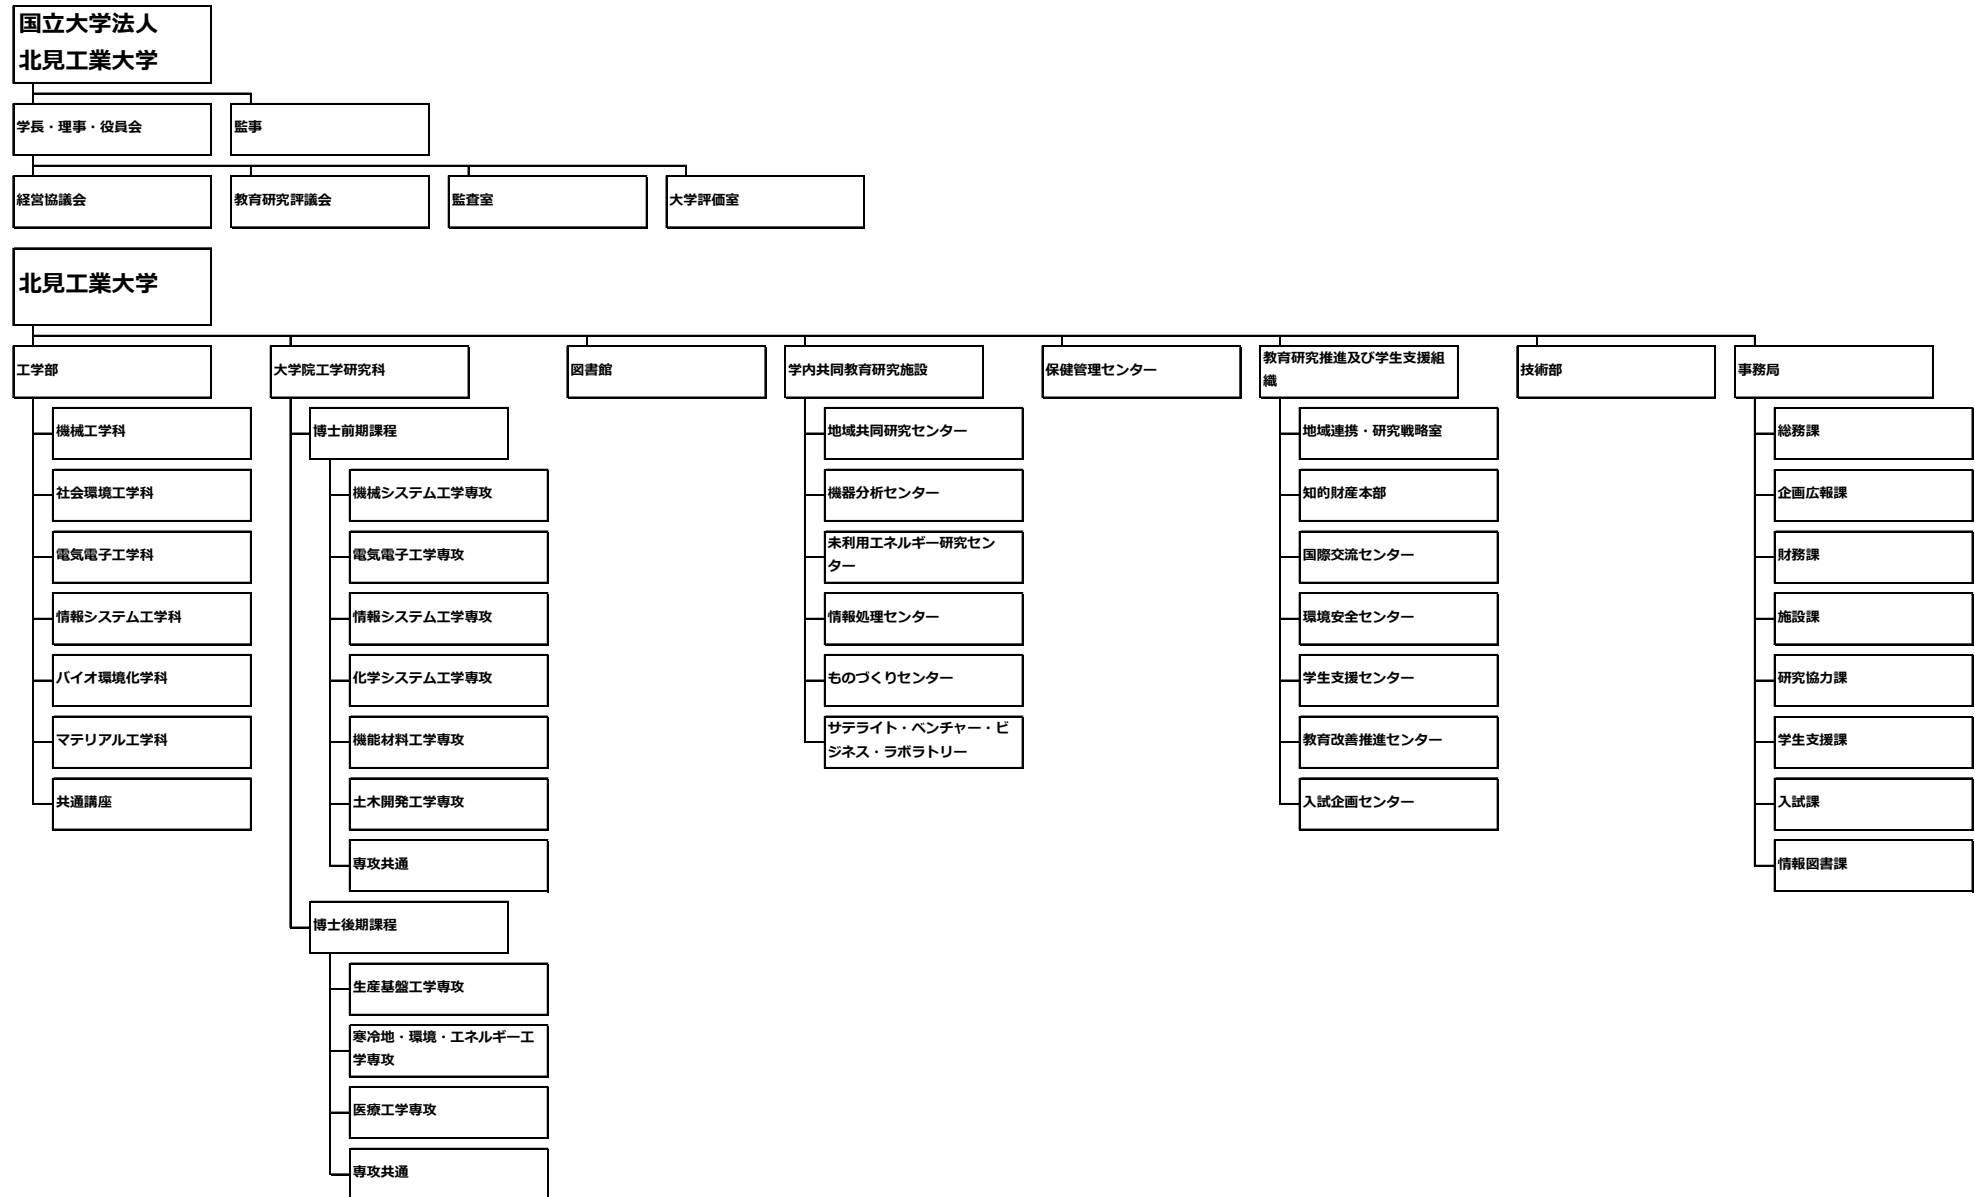 国立大学法人
北見工業大学
学長・理事・役員会
監事
経営協議会
教育研究評議会
監査室
大学評価室
北見工業大学
工学部
機械工学科
社会環境工学科
電気電子工学科
情報システム工学科
バイオ環境化学科
マテリアル工学科
共通講座
大学院工学研究科
博士前期課程
機械システム工学専攻
電気電子工学専攻
情報システム工学専攻
化学システム工学専攻
機能材料工学専攻
土木開発工学専攻
専攻共通
博士後期課程
生産基盤工学専攻
寒冷地・環境・エネルギー工
学専攻
医療工学専攻
専攻共通
図書館
学内共同教育研究施設
地域共同研究センター
機器分析センター
未利用エネルギー研究セン
ター
情報処理センター
ものづくりセンター
サテライト・ベンチャー・ビ
ジネス・ラボラトリー
保健管理センター
教育研究推進及び学生支援組
織
地域連携・研究戦略室
知的財産本部
国際交流センター
環境安全センター
学生支援センター
教育改善推進センター
入試企画センター
技術部
事務局
総務課
企画広報課
財務課
施設課
研究協力課
学生支援課
入試課
情報図書課